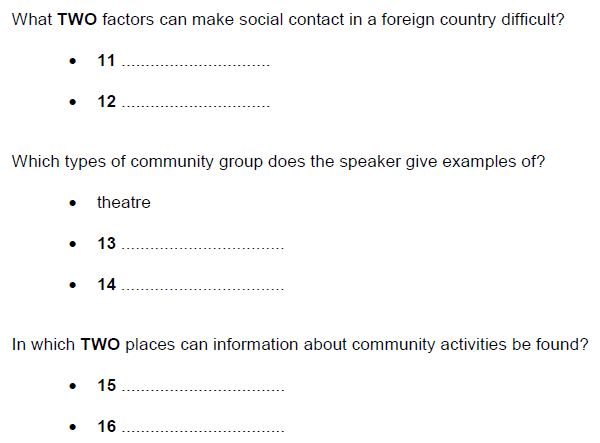 What TWO factors can make social contact in a foreign country difficult?
• 11 ...............................
• 12 ...............................
Which types of community group does the speaker give examples of?
• theatre
• 13 ..................................
• 14 ..................................
In which TWO places can information about community activities be found?
• 15 ..................................
• 16 ..................................